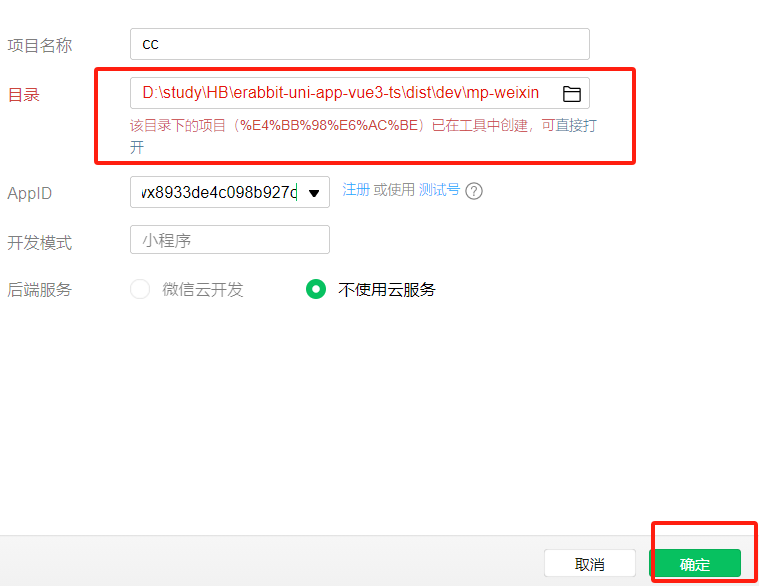 项目名称 cc
目录 D:\study\HB\erabbit-uni-app-vue3-ts\dist\dev\mp-weixin
该目录下的项目（%E4%BB%98%E6%AC%BE）已在工具中创建，可直接打
开
AppID vx8933de4c098b927c 注册 或使用 测试号 ?
开发模式 小程序
后端服务 微信云开发 不使用云服务
取消 确定